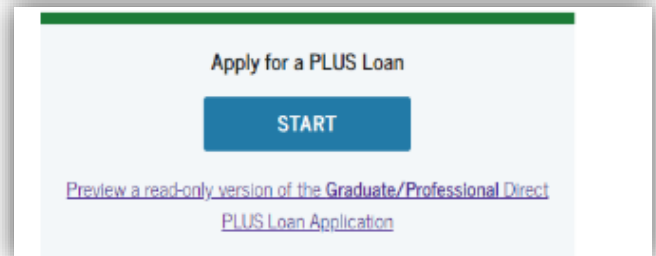 Apply for a PLUS Loan
START
Preview a read-only version of the Graduate/Professional Direct
PLUS Loan Application